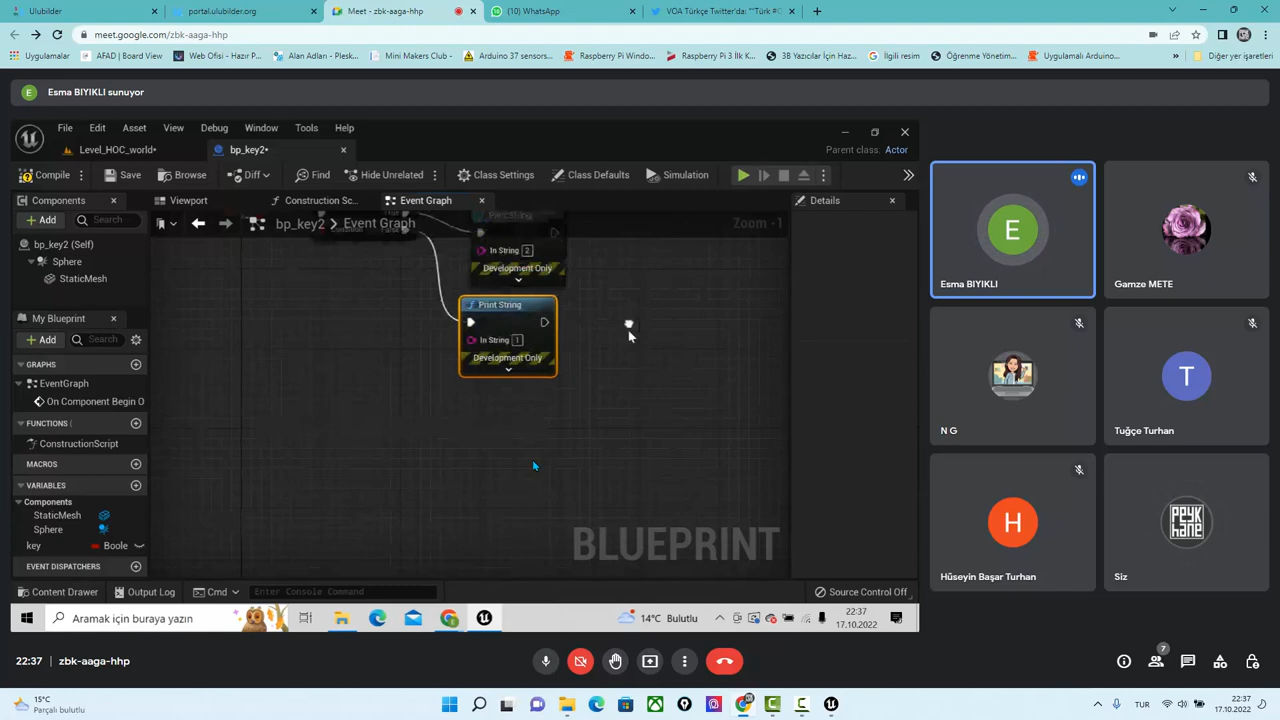 Ulubilder
portal.ulubilder.org
Meet - zbk-aaga-hhp
(10) WhatsApp
VOA Türkçe Twitter'da: ""Türk #C
meet.google.com/zbk-aaga-hhp
Uygulamalar
AFAD | Board View
Web Ofisi - Hazır P...
Alan Adları - Plesk...
Mini Makers Club -
Arduino 37 sensors...
Raspberry Pi Windo...
Raspberry Pi 3 İlk K...
3B Yazıcılar İçin Haz...
İlgili resim
Öğrenme Yönetim...
Uygulamalı Arduino...
Diğer yer işaretleri
Esma BIYIKLI sunuyor
File Edit Asset View Debug Window Tools Help
Level_HOC_world*
bp_key2*
Parent class: Actor
Compile
Save
Browse
Diff
Find
Hide Unrelated
Class Settings
Class Defaults
Simulation
Components
Viewport
Construction Sc...
Event Graph
Details
Add
Search
bp_key2 > Event Graph
Zoom -1
bp_key2 (Self)
Sphere
StaticMesh
In String 2
Development Only
Print String
In String 1
Development Only
My Blueprint
Add
Search
GRAPHS
EventGraph
On Component Begin O
FUNCTIONS (
ConstructionScript
MACROS
VARIABLES
Components
StaticMesh
Sphere
key
Boole
EVENT DISPATCHERS
BLUEPRINT
Content Drawer
Output Log
Cmd
Enter Console Command
Source Control Off
Aramak için buraya yazın
14°C Bulutlu
22:37
17.10.2022
E
Esma BIYIKLI
Gamze METE
N G
T
Tuğçe Turhan
H
Hüseyin Başar Turhan
Siz
22:37
zbk-aaga-hhp
7
15°C
Parçalı bulutlu
TUR
22:37
17.10.2022